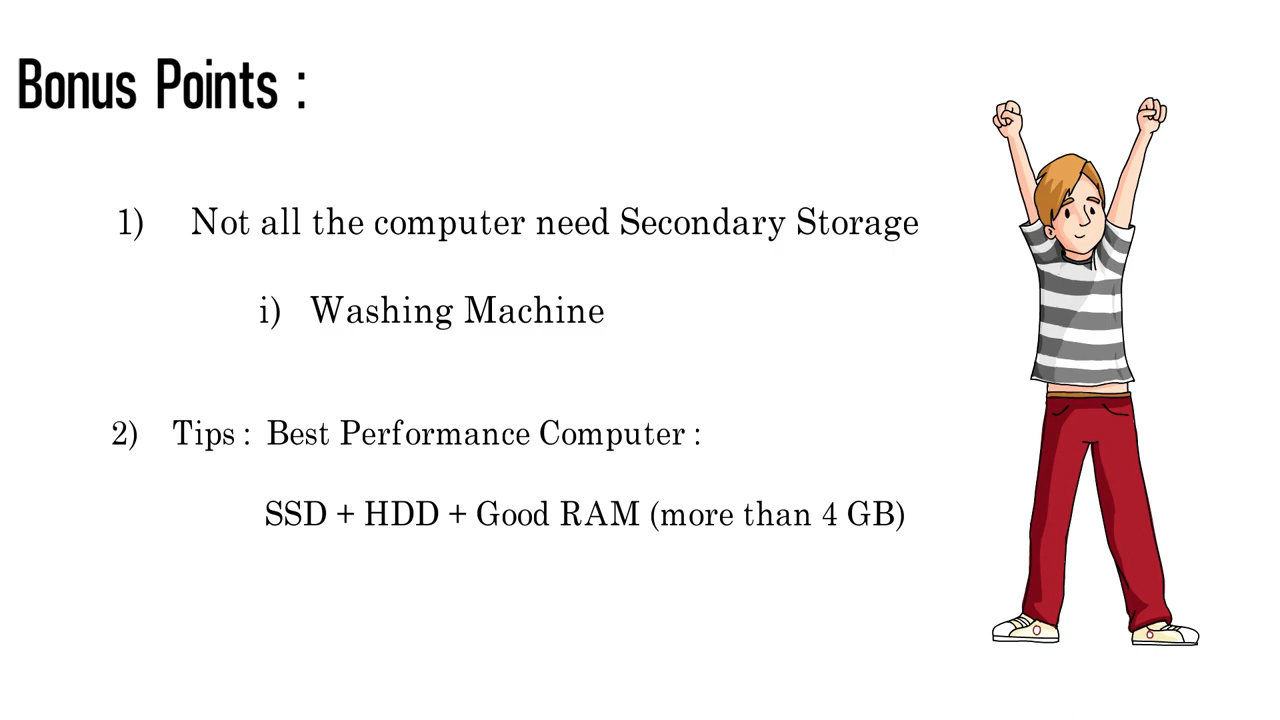 Bonus Points :
1) Not all the computer need Secondary Storage
i) Washing Machine
2) Tips : Best Performance Computer :
SSD + HDD + Good RAM (more than 4 GB)